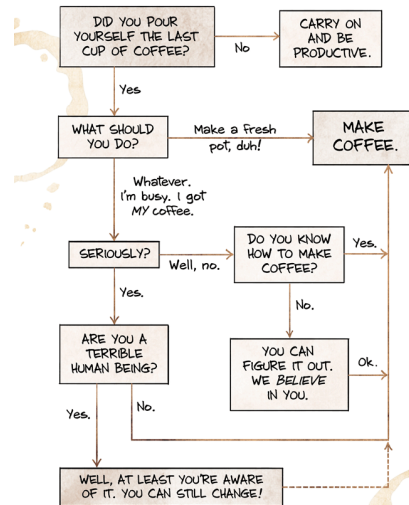 DID YOU POUR
YOURSELF THE LAST
CUP OF COFFEE?
No
CARRY ON
AND BE
PRODUCTIVE.
Yes
WHAT SHOULD
YOU DO?
Make a fresh
pot, duh!
MAKE
COFFEE.
Whatever.
I'm busy. I got
MY coffee.
SERIOUSLY?
Well, no.
DO YOU KNOW
HOW TO MAKE
COFFEE?
Yes.
Yes.
No.
ARE YOU A
TERRIBLE
HUMAN BEING?
YOU CAN
FIGURE IT OUT.
WE BELIEVE
IN YOU.
Ok.
Yes.
No.
WELL, AT LEAST YOU'RE AWARE
OF IT. YOU CAN STILL CHANGE!